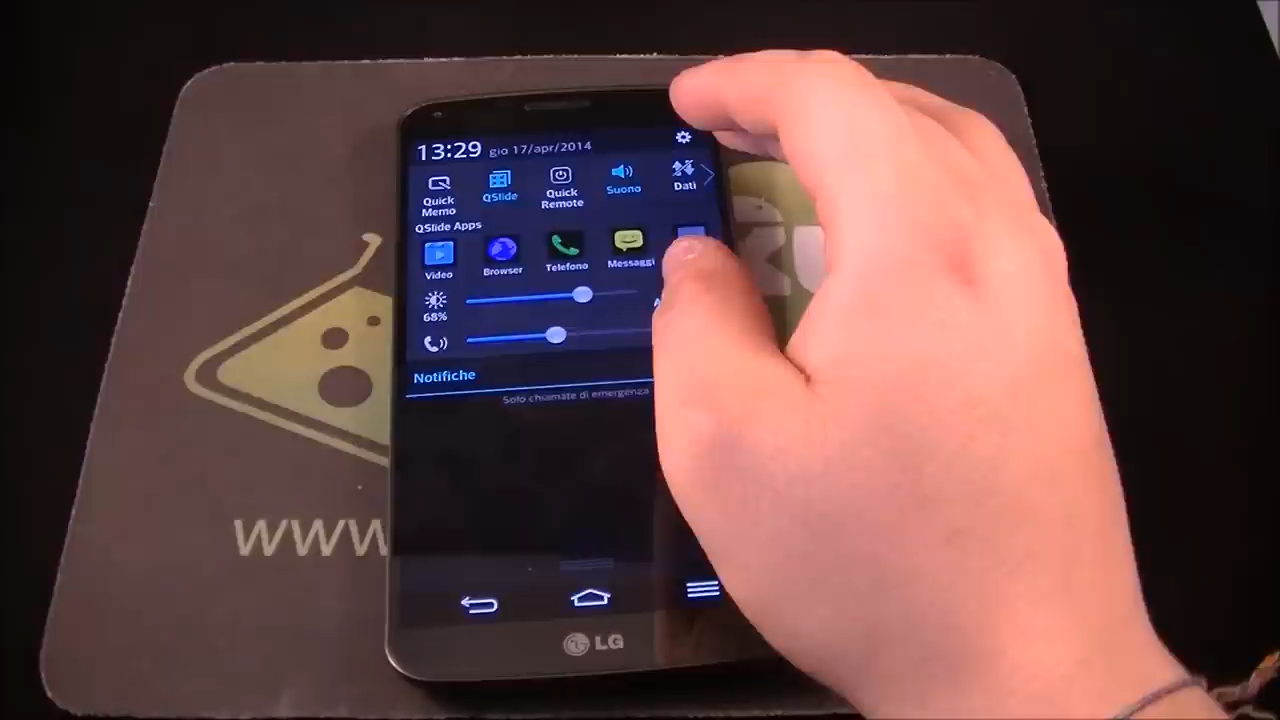 13:29 gio 17/apr/2014
Quick Memo QSlide Quick Remote Suono Dati
QSlide Apps
Video Browser Telefono Messaggi
68%
Notifiche
Solo chiamate di emergenza
LG
www